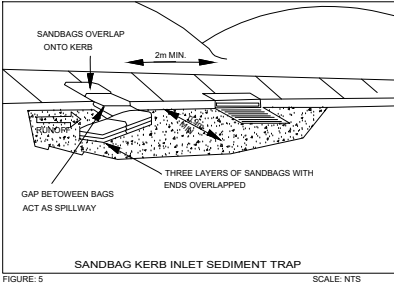 SANDBAGS OVERLAP
ONTO KERB
2m MIN.
RUNOFF
GAP BETOWEEN BAGS
ACT AS SPILLWAY
THREE LAYERS OF SANDBAGS WITH
ENDS OVERLAPPED
SANDBAG KERB INLET SEDIMENT TRAP
FIGURE: 5
SCALE: NTS